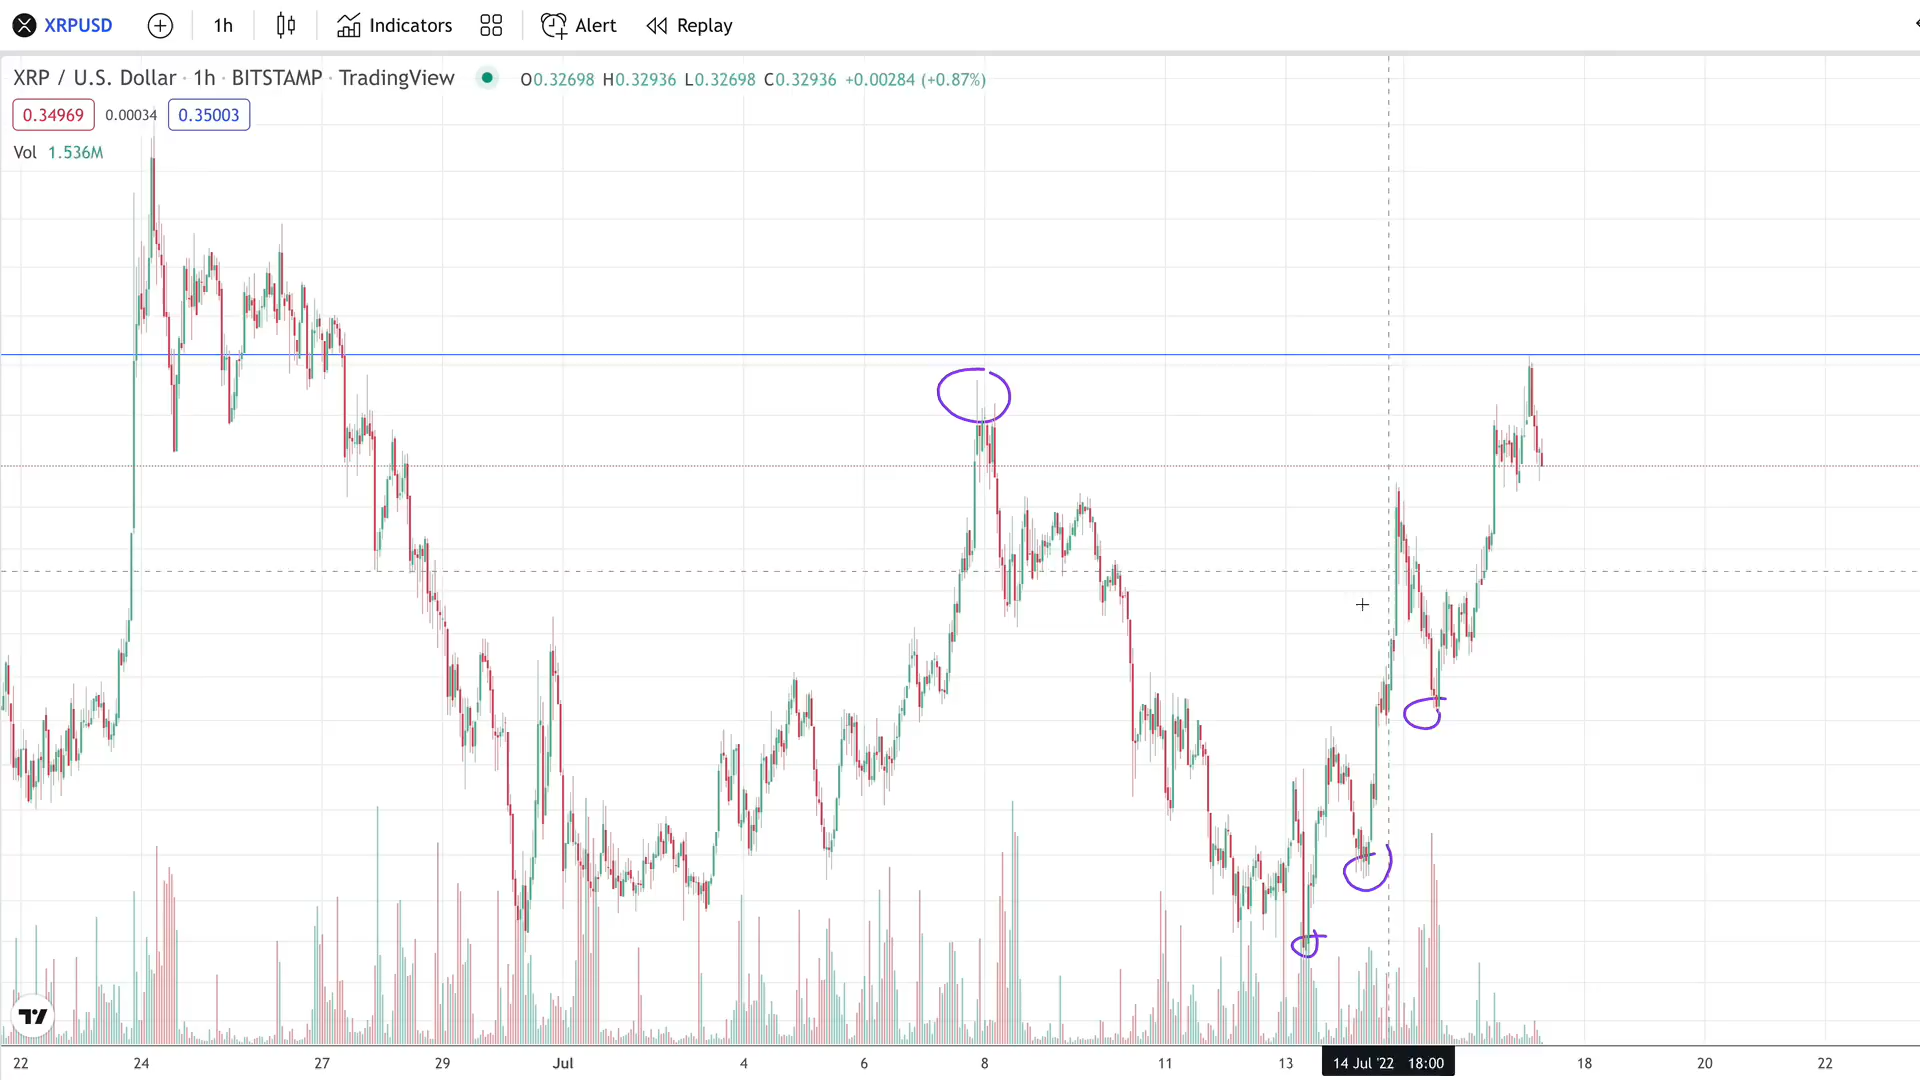 XRPUSD 1h Indicators Alert Replay
XRP / U.S. Dollar · 1h · BITSTAMP · TradingView O0.32698 H0.32936 L0.32698 C0.32936 +0.00284 (+0.87%)
0.34969 0.00034 0.35003
Vol 1.536M
22 24 27 29 Jul 4 6 8 11 13 14 Jul '22 18:00 18 20 22